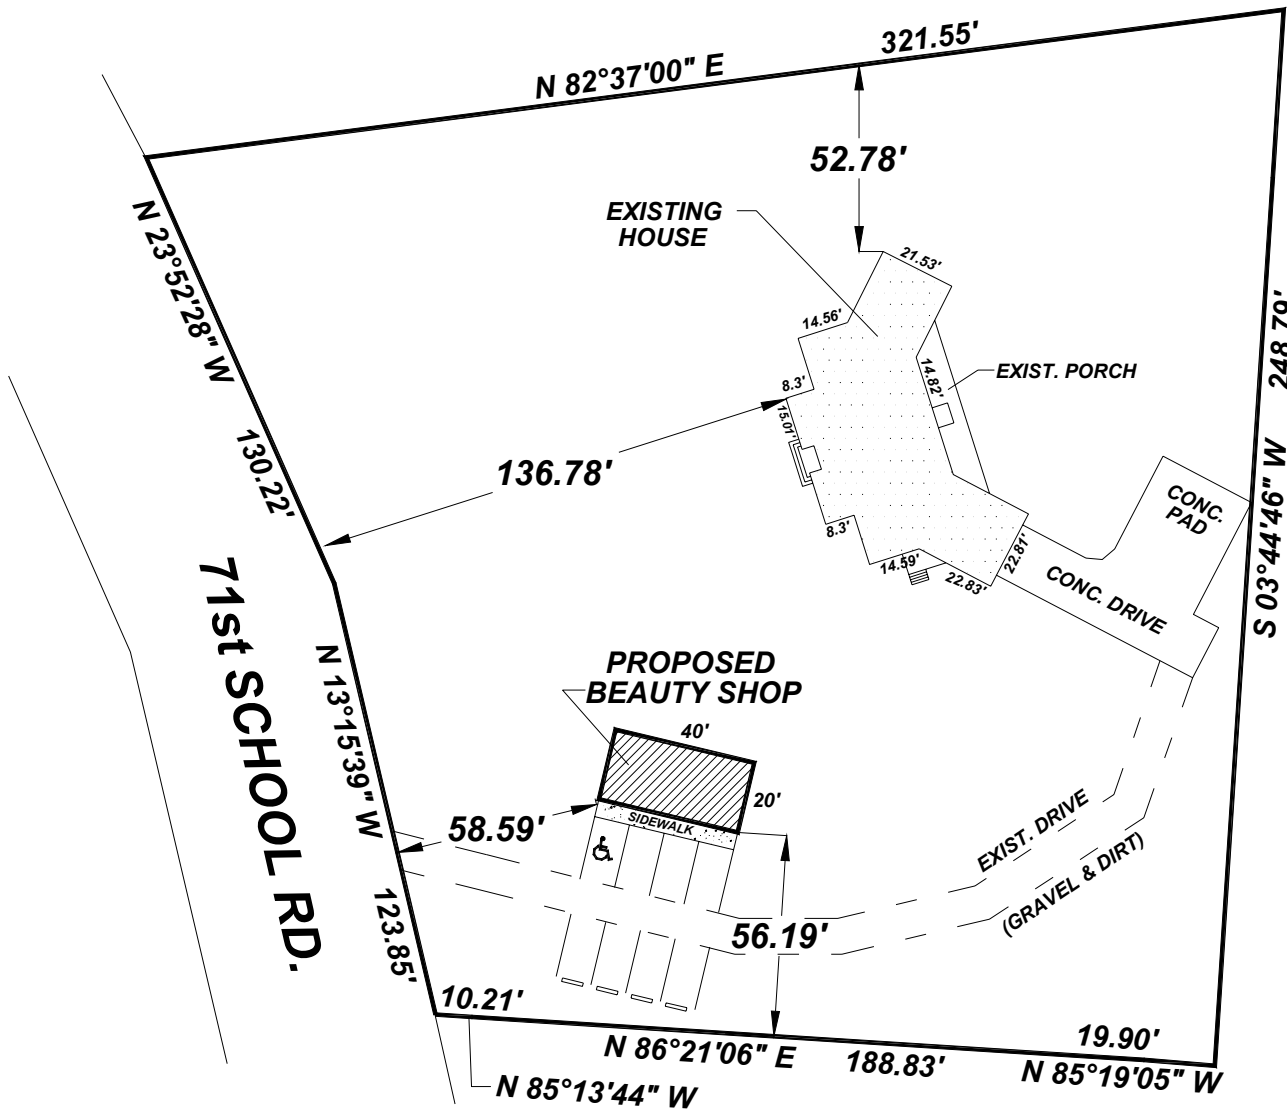 321.55'
N 82°37'00" E
52.78'
EXISTING
HOUSE
21.53'
N 23°52'28" W
130.22'
14.56'
8.3'
15.01'
14.82'
EXIST. PORCH
248.79'
S 03°44'46" W
136.78'
CONC.
PAD
8.3'
14.59'
22.83'
22.81'
CONC. DRIVE
71st SCHOOL RD.
N 13°15'39" W
123.85'
PROPOSED
BEAUTY SHOP
40'
20'
SIDEWALK
58.59'
EXIST. DRIVE
(GRAVEL & DIRT)
56.19'
10.21'
N 86°21'06" E
188.83'
19.90'
N 85°19'05" W
N 85°13'44" W